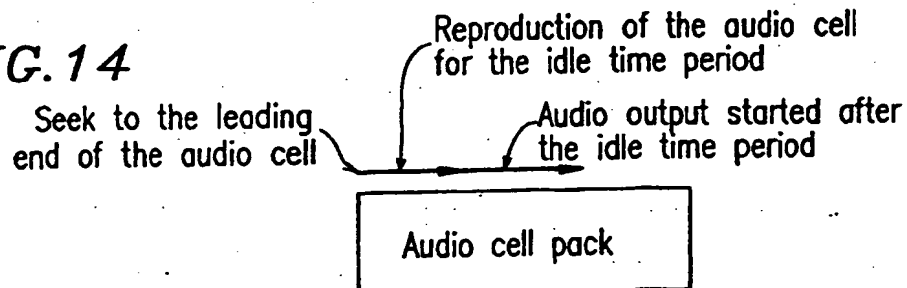 G.14
Reproduction of the audio cell
for the idle time period
Seek to the leading
end of the audio cell
Audio output started after
the idle time period
Audio cell pack